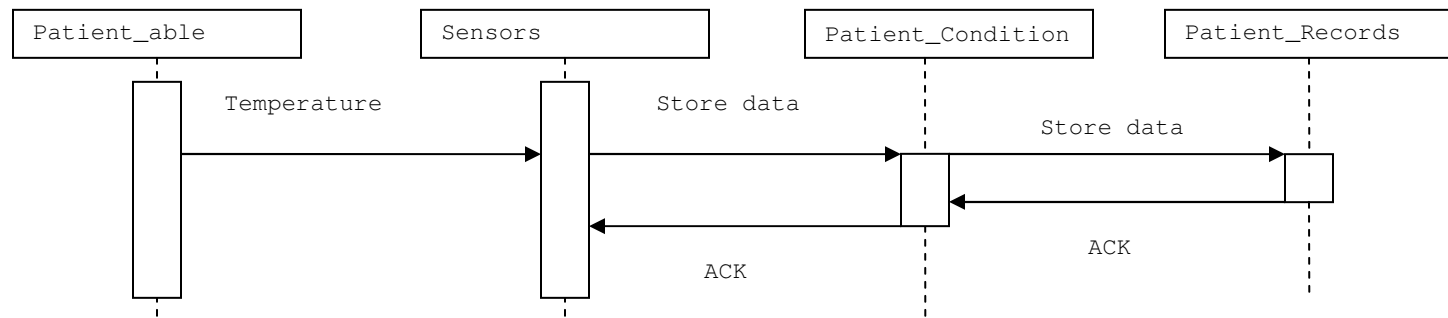 Patient_able
Sensors
Patient_Condition
Patient_Records
Temperature
Store data
Store data
ACK
ACK